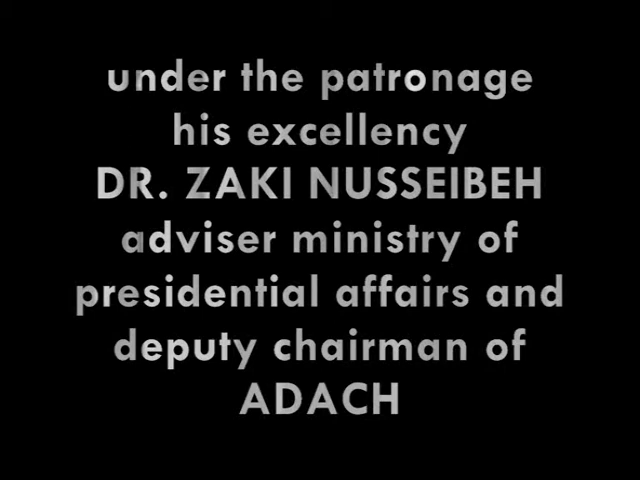 under the patronage
his excellency
DR. ZAKI NUSSEIBEH
adviser ministry of
presidential affairs and
deputy chairman of
ADACH